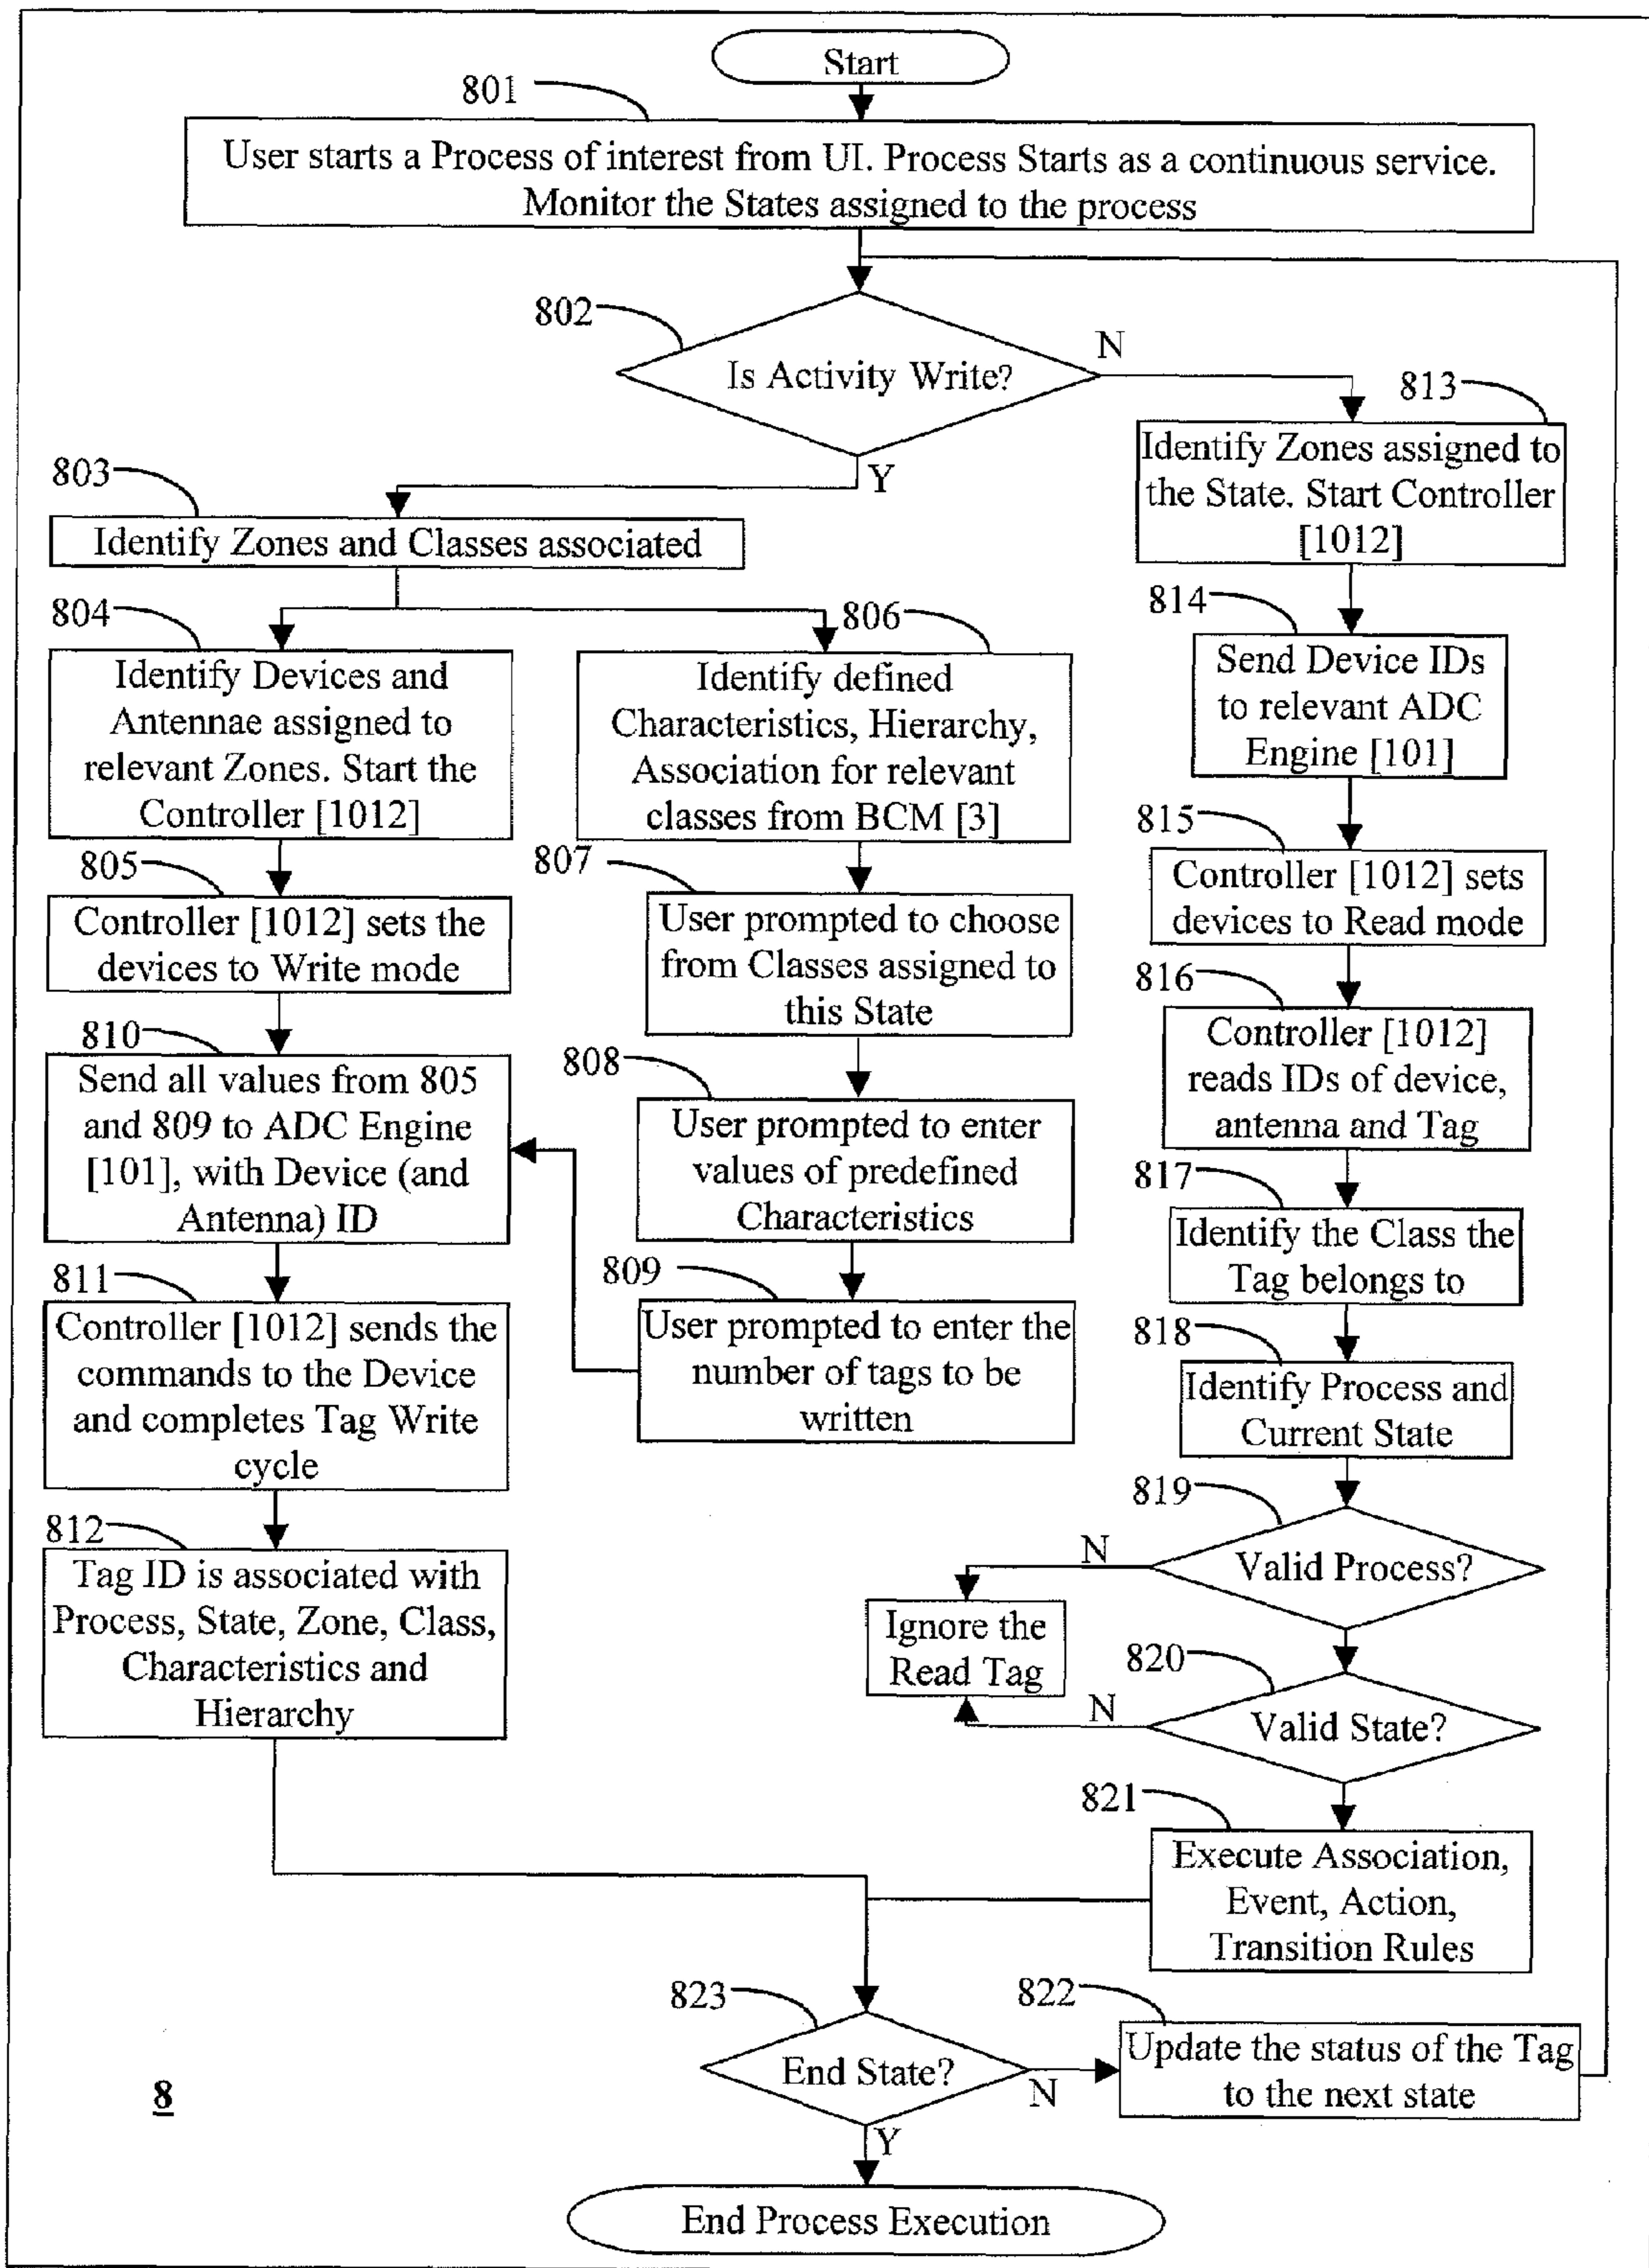 Start
801
User starts a Process of interest from UI. Process Starts as a continuous service.
Monitor the States assigned to the process
802
Is Activity Write?
N
Y
803
Identify Zones and Classes associated
804
Identify Devices and
Antennae assigned to
relevant Zones. Start the
Controller [1012]
805
Controller [1012] sets the
devices to Write mode
806
Identify defined
Characteristics, Hierarchy,
Association for relevant
classes from BCM [3]
807
User prompted to choose
from Classes assigned to
this State
808
User prompted to enter
values of predefined
Characteristics
809
User prompted to enter the
number of tags to be
written
810
Send all values from 805
and 809 to ADC Engine
[101], with Device (and
Antenna) ID
811
Controller [1012] sends the
commands to the Device
and completes Tag Write
cycle
812
Tag ID is associated with
Process, State, Zone, Class,
Characteristics and
Hierarchy
813
Identify Zones assigned to
the State. Start Controller
[1012]
814
Send Device IDs
to relevant ADC
Engine [101]
815
Controller [1012] sets
devices to Read mode
816
Controller [1012]
reads IDs of device,
antenna and Tag
817
Identify the Class the
Tag belongs to
818
Identify Process and
Current State
819
Valid Process?
N
Ignore the
Read Tag
820
Valid State?
N
821
Execute Association,
Event, Action,
Transition Rules
823
End State?
N
822
Update the status of the Tag
to the next state
Y
End Process Execution
8